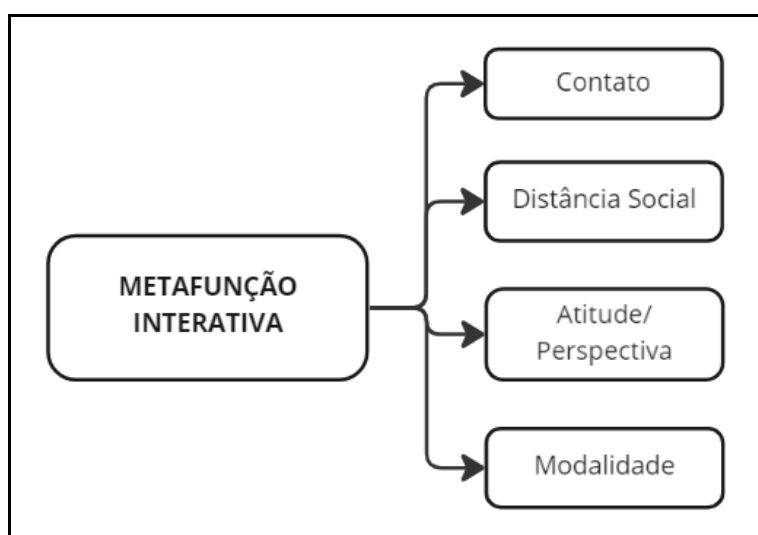 METAFUNÇÃO
INTERATIVA
Contato
Distância Social
Atitude/
Perspectiva
Modalidade